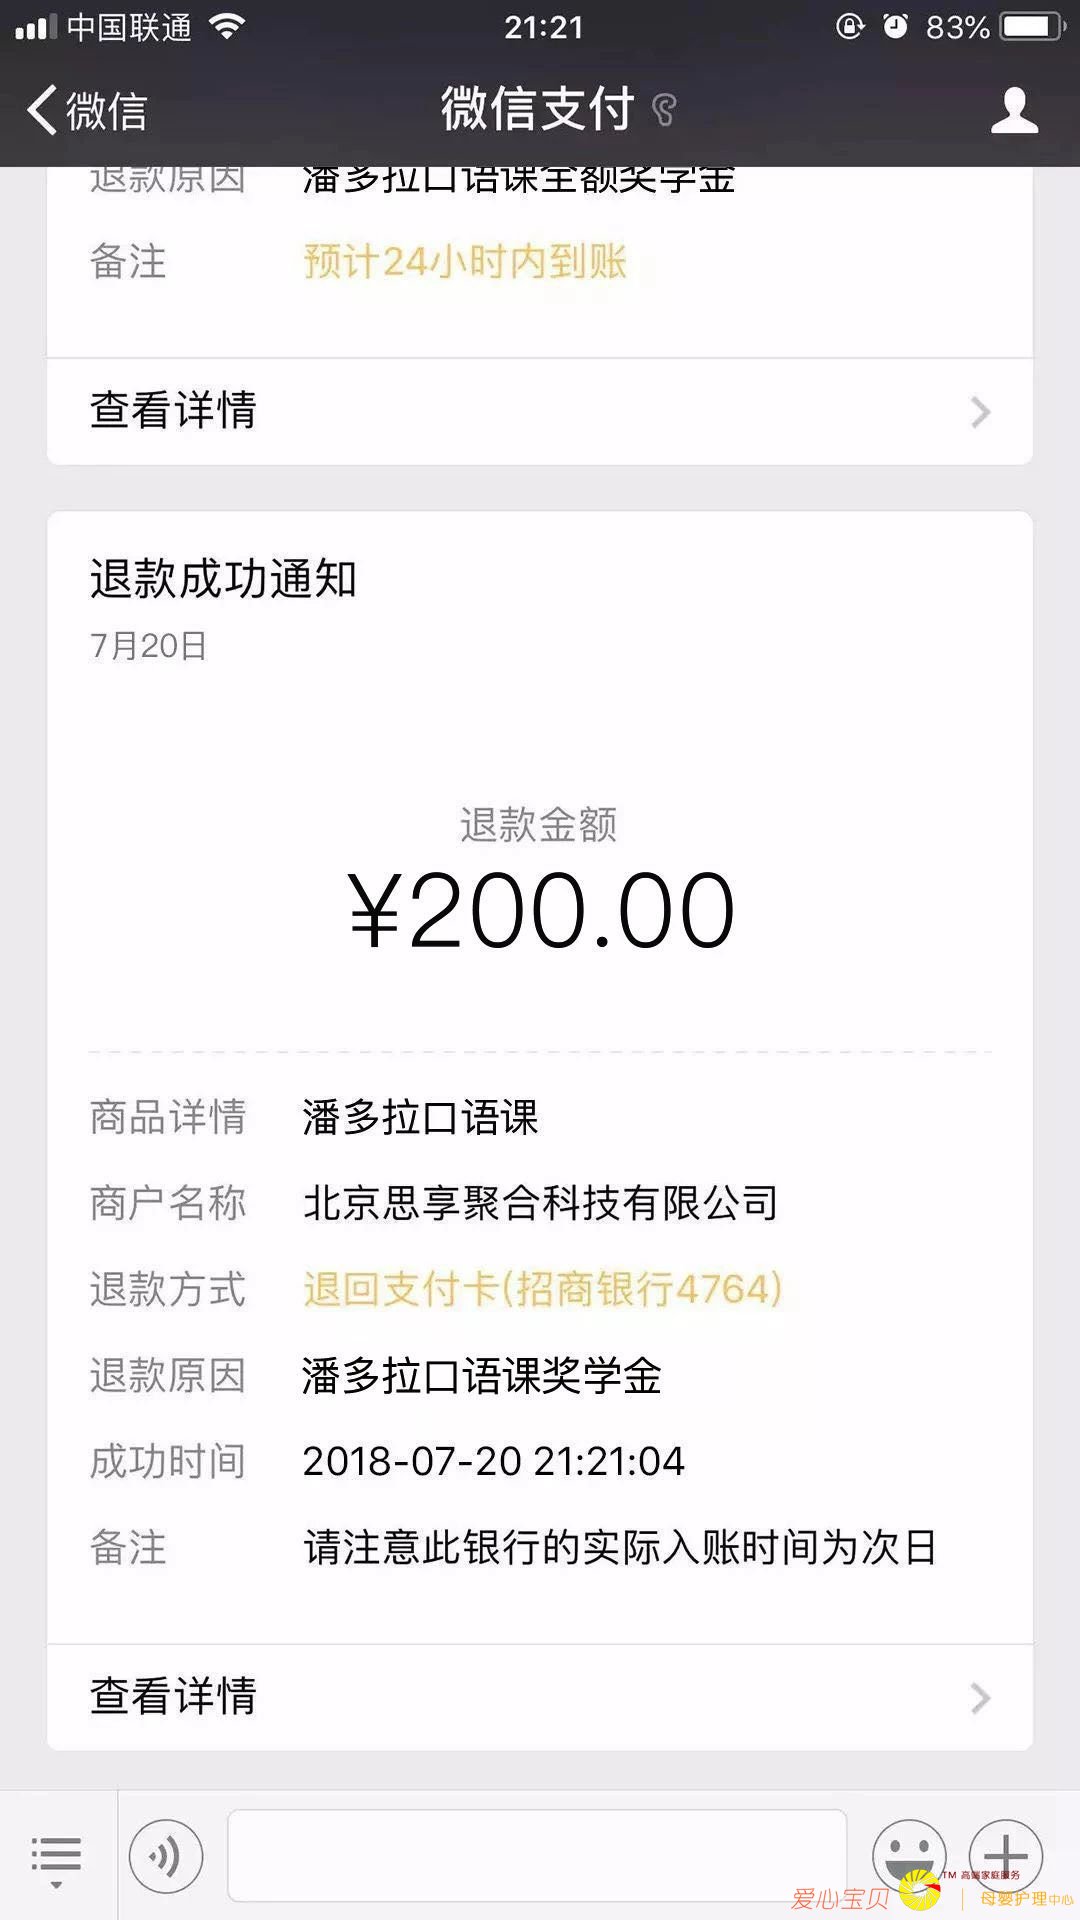 中国联通 21:21 83%
微信 微信支付
退款原因 潘多拉口语课全额奖学金
备注 预计24小时内到账
查看详情
退款成功通知
7月20日
退款金额
¥200.00
商品详情 潘多拉口语课
商户名称 北京思享聚合科技有限公司
退款方式 退回支付卡(招商银行4764)
退款原因 潘多拉口语课奖学金
成功时间 2018-07-20 21:21:04
备注 请注意此银行的实际入账时间为次日
查看详情
TM 高端家庭服务
爱心宝贝 母婴护理中心